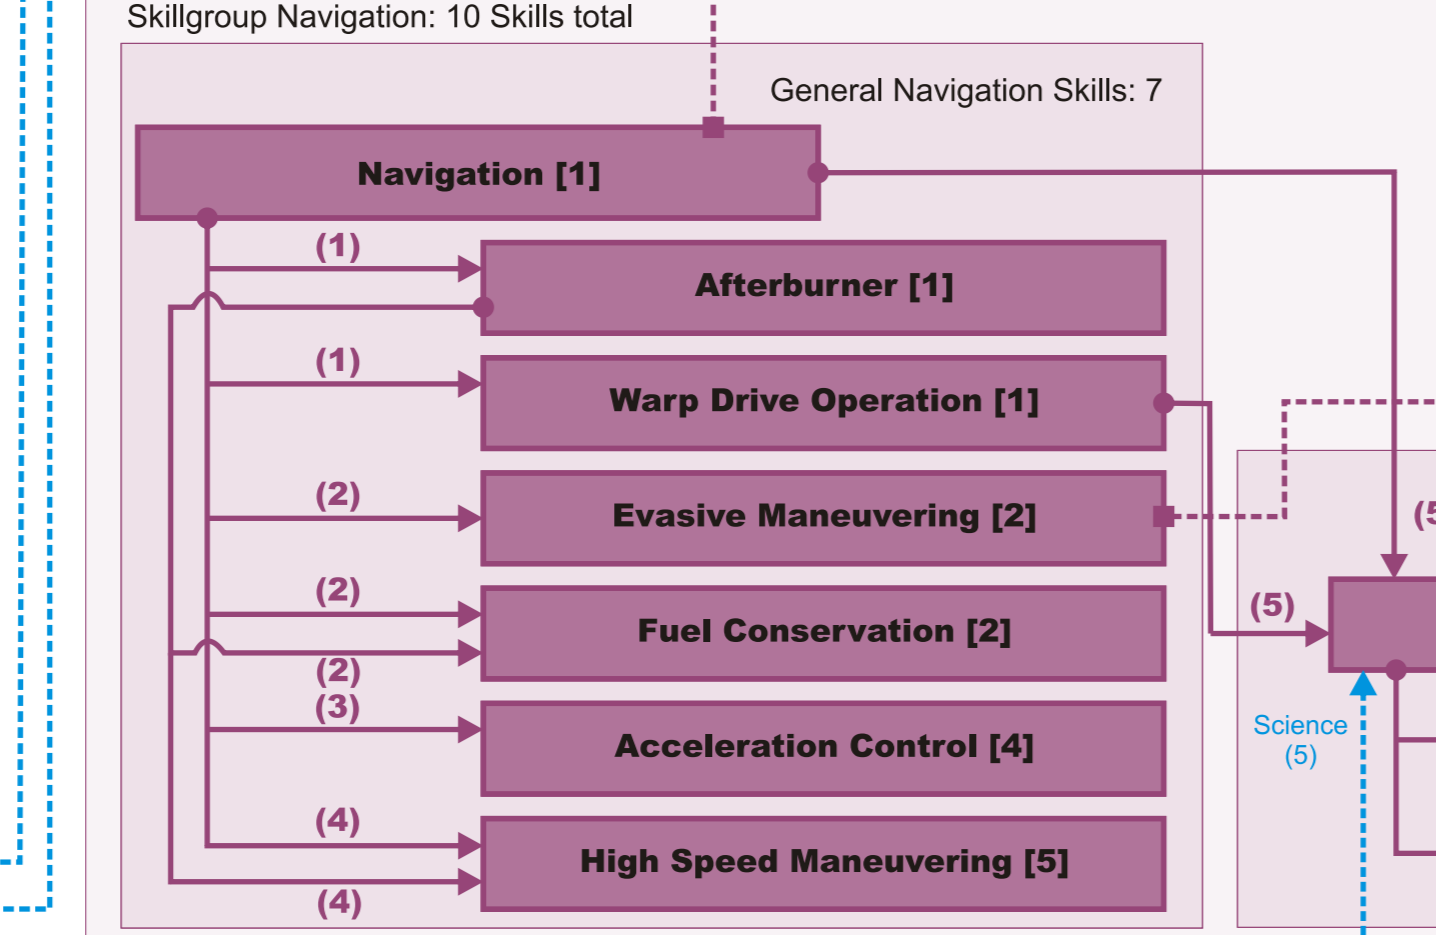 Skillgroup Navigation: 10 Skills total
General Navigation Skills: 7
Navigation [1]
(1)
Afterburner [1]
(1)
Warp Drive Operation [1]
(2)
Evasive Maneuvering [2]
(5
(2)
Fuel Conservation [2]
(5)
(2)
(3)
Acceleration Control [4]
Science
(5)
(4)
High Speed Maneuvering [5]
(4)